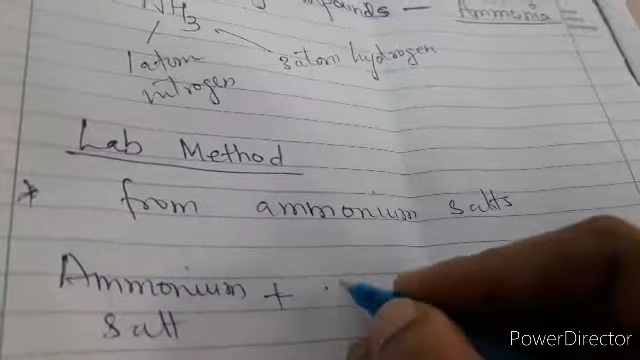 NH3 — Ammonia
1 atom 3 atom hydrogen
nitrogen
Lab Method
* from ammonium salts
Ammonium +
salt
PowerDirector